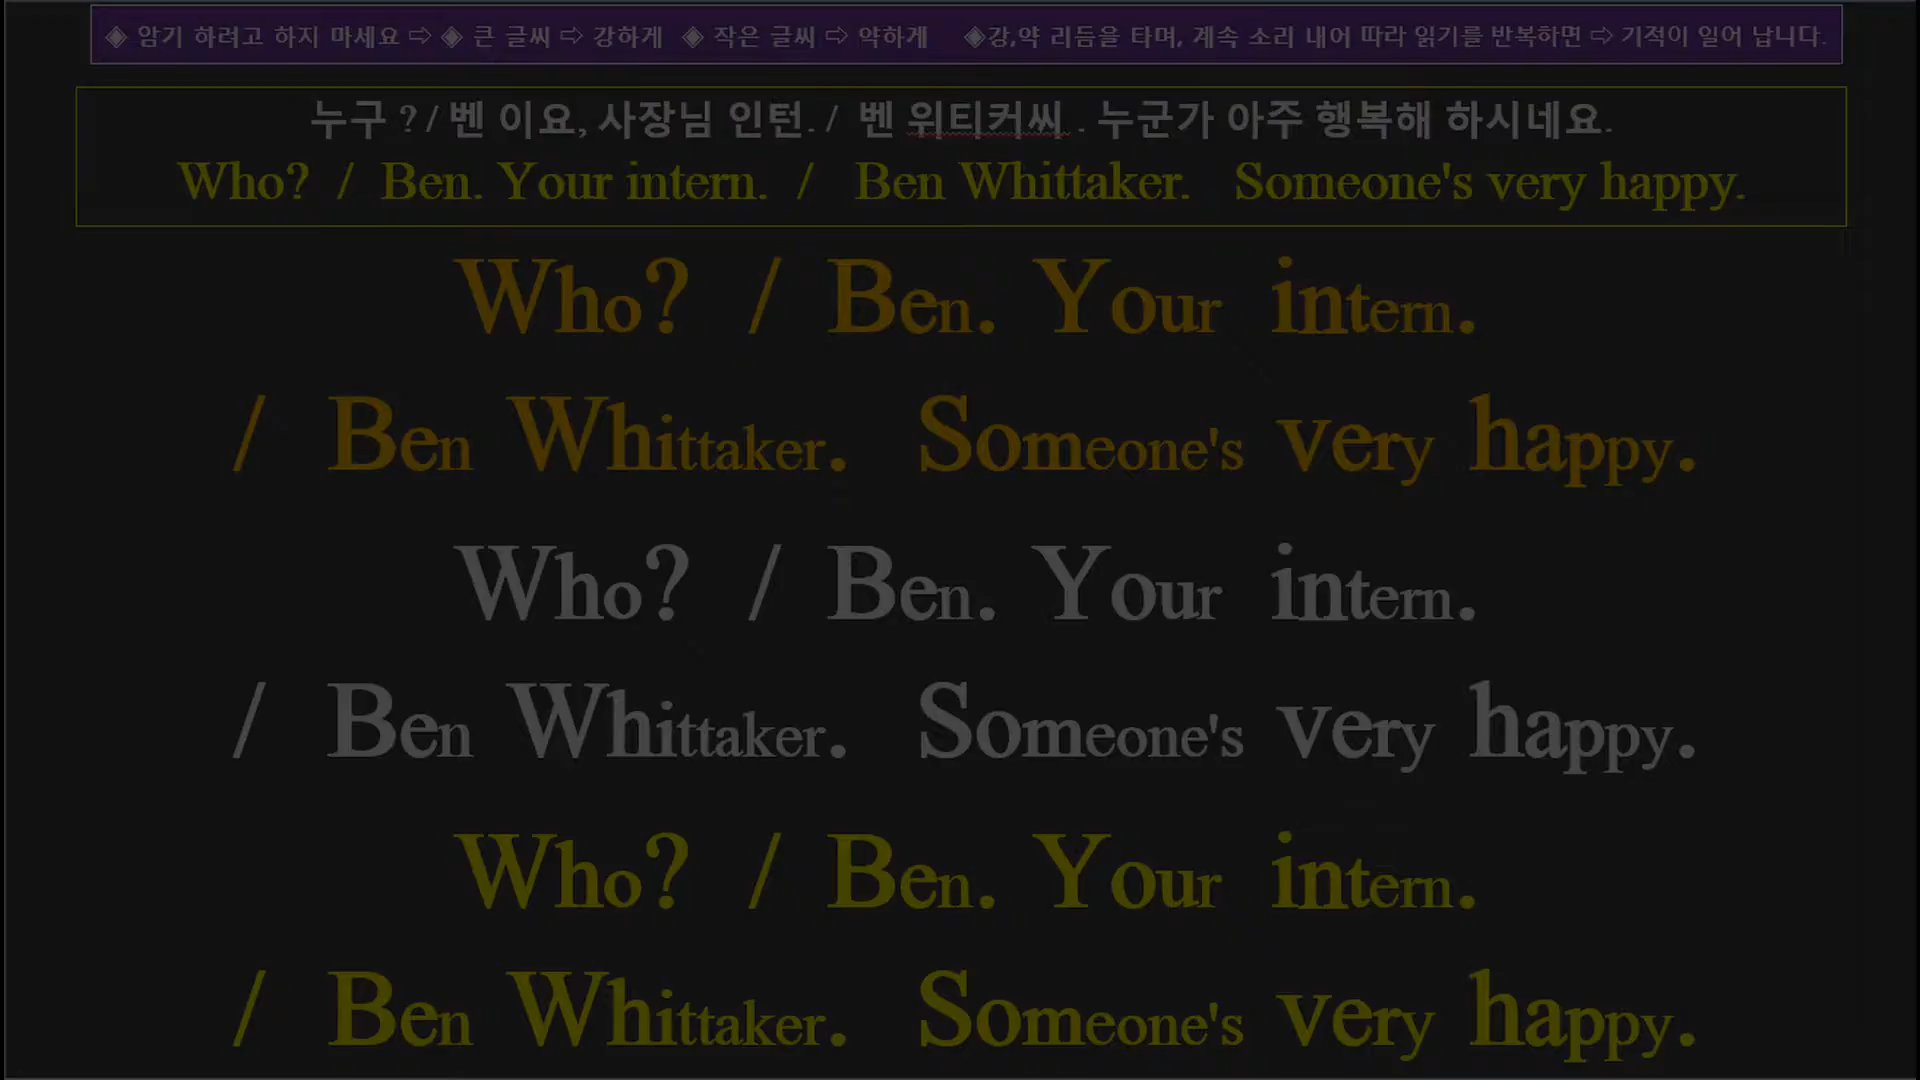 ◈ 암기 하려고 하지 마세요 ⇨ ◈ 큰 글씨 ⇨ 강하게 ◈ 작은 글씨 ⇨ 약하게 ◈강,약 리듬을 타며, 계속 소리 내어 따라 읽기를 반복하면 ⇨ 기적이 일어 납니다.
누구 ? / 벤 이요, 사장님 인턴. / 벤 위티커씨 . 누군가 아주 행복해 하시네요.
Who? / Ben. Your intern. / Ben Whittaker. Someone's very happy.
Who? / Ben. Your intern.
/ Ben Whittaker. Someone's very happy.
Who? / Ben. Your intern.
/ Ben Whittaker. Someone's very happy.
Who? / Ben. Your intern.
/ Ben Whittaker. Someone's very happy.